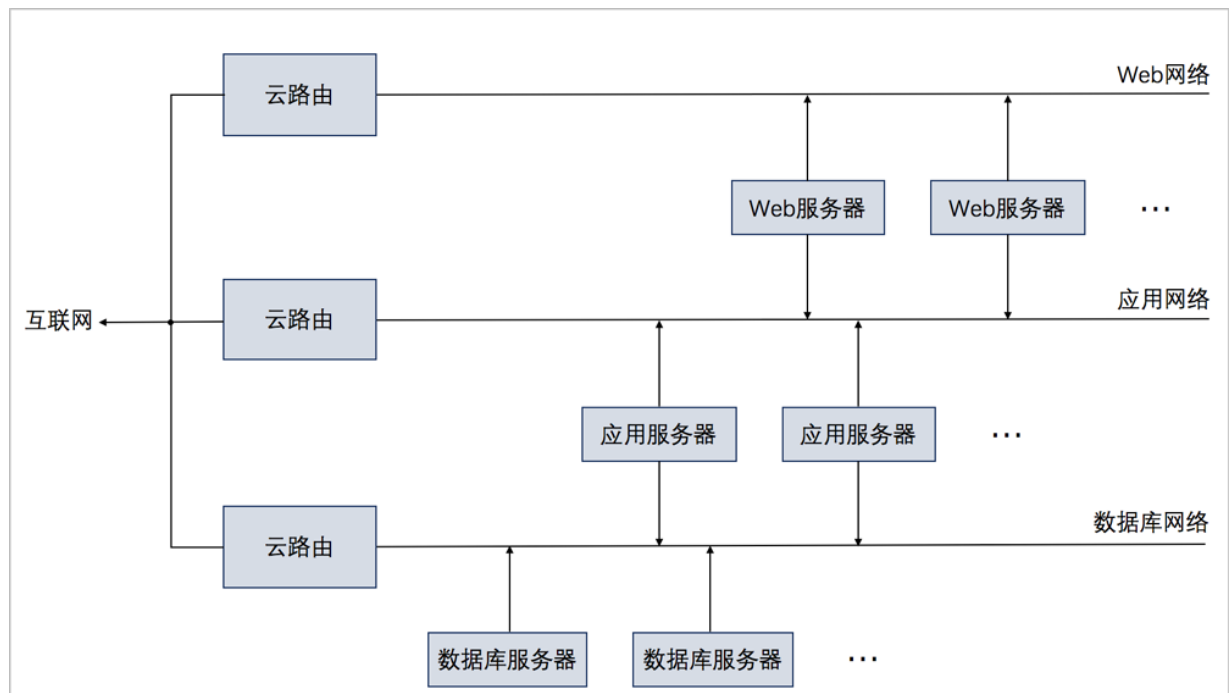 云路由
Web网络
Web服务器
Web服务器
...
互联网
云路由
应用网络
应用服务器
应用服务器
...
云路由
数据库网络
数据库服务器
数据库服务器
...